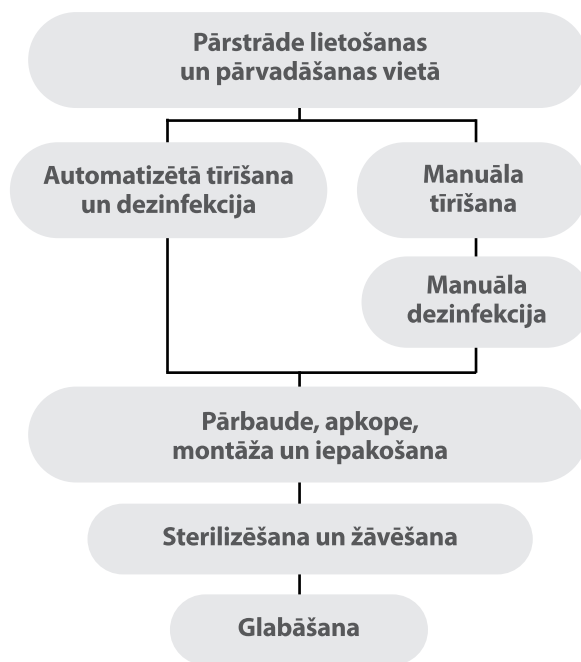 Pārstrāde lietošanas
un pārvadāšanas vietā
Automatizētā tīrīšana
un dezinfekcija
Manuāla
tīrīšana
Manuāla
dezinfekcija
Pārbaude, apkope,
montāža un iepakošana
Sterilizēšana un žāvēšana
Glabāšana